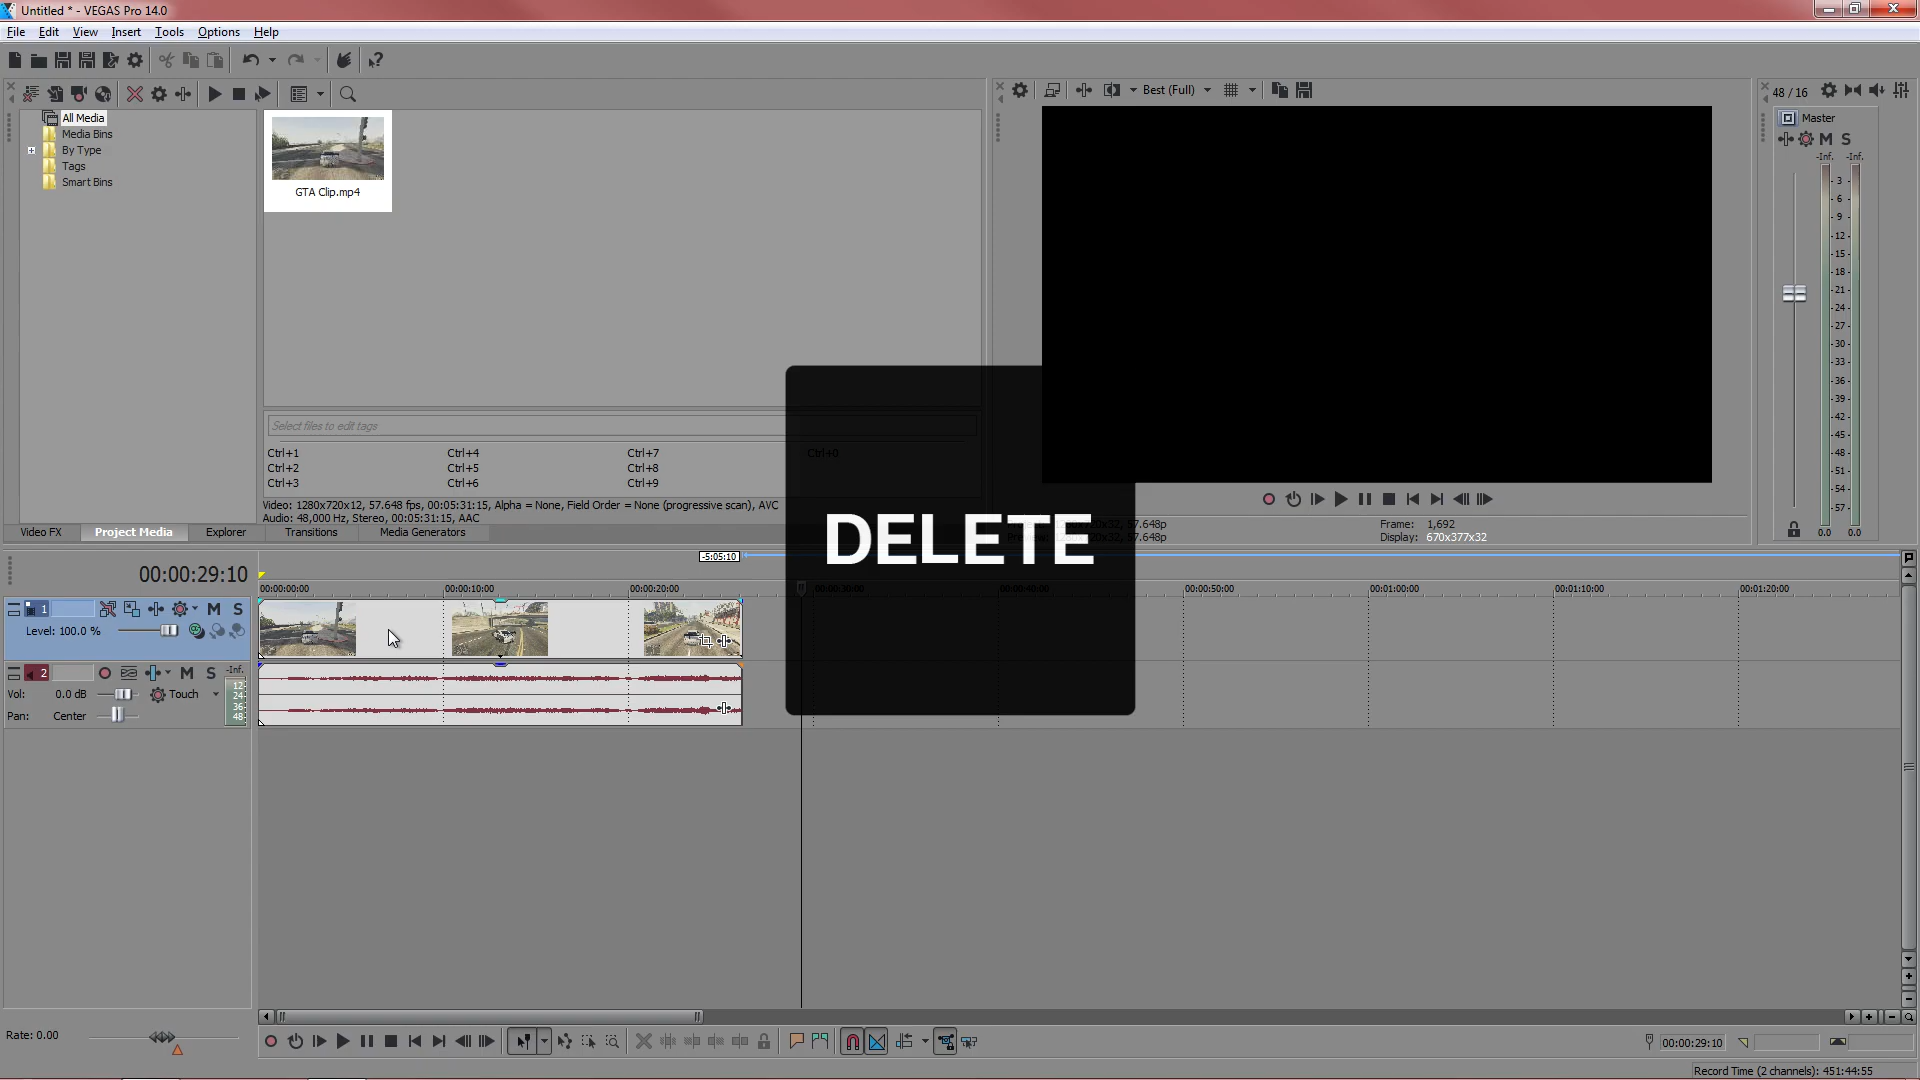 Untitled * - VEGAS Pro 14.0
File Edit View Insert Tools Options Help
Best (Full)
48 / 16
All Media
Media Bins
By Type
Tags
Smart Bins
GTA Clip.mp4
Master
M S
-Inf. -Inf.
3
6
9
12
15
18
21
24
27
30
33
36
39
42
45
48
51
54
57
0.0 0.0
Select files to edit tags
Ctrl+1 Ctrl+4 Ctrl+7 Ctrl+0
Ctrl+2 Ctrl+5 Ctrl+8
Ctrl+3 Ctrl+6 Ctrl+9
Video: 1280x720x12, 57.648 fps, 00:05:31:15, Alpha = None, Field Order = None (progressive scan), AVC
Audio: 48,000 Hz, Stereo, 00:05:31:15, AAC
Video FX Project Media Explorer Transitions Media Generators
Frame: 1,692
Display: 670x377x32
DELETE
-5:05:10
00:00:29:10
00:00:00:00 00:00:10:00 00:00:20:00 00:00:30:00 00:00:40:00 00:00:50:00 00:01:00:00 00:01:10:00 00:01:20:00
1 M S
Level: 100.0 %
2 M S -Inf.
Vol: 0.0 dB Touch
Pan: Center
12
24
36
48
Rate: 0.00
00:00:29:10
Record Time (2 channels): 451:44:55